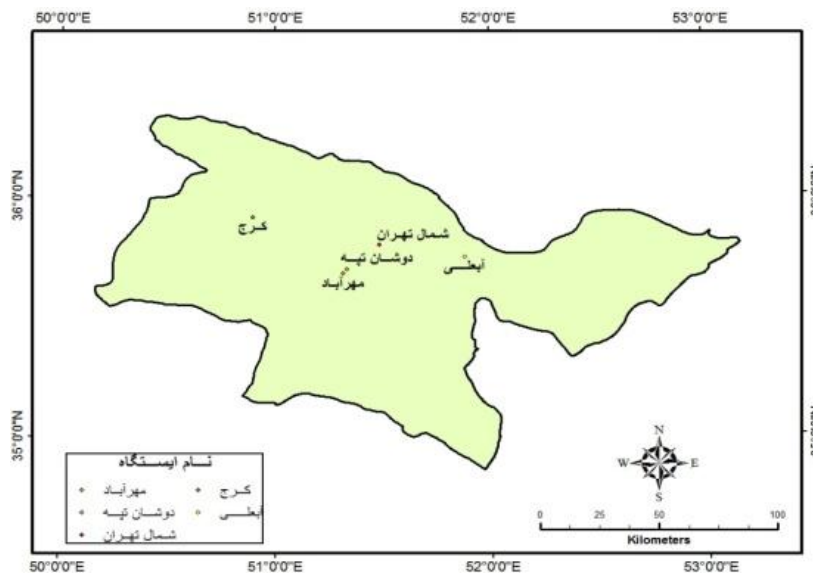 50°0'0"E 51°0'0"E 52°0'0"E 53°0'0"E
36°0'0"N
کرج
شمال تهران
دوشان تپه
آبعلی
مهرآباد
35°0'0"N
نام ایستگاه
کرج
مهرآباد
آبعلی
دوشان تپه
شمال تهران
N
W E
S
0 25 50 100
Kilometers
50°0'0"E 51°0'0"E 52°0'0"E 53°0'0"E